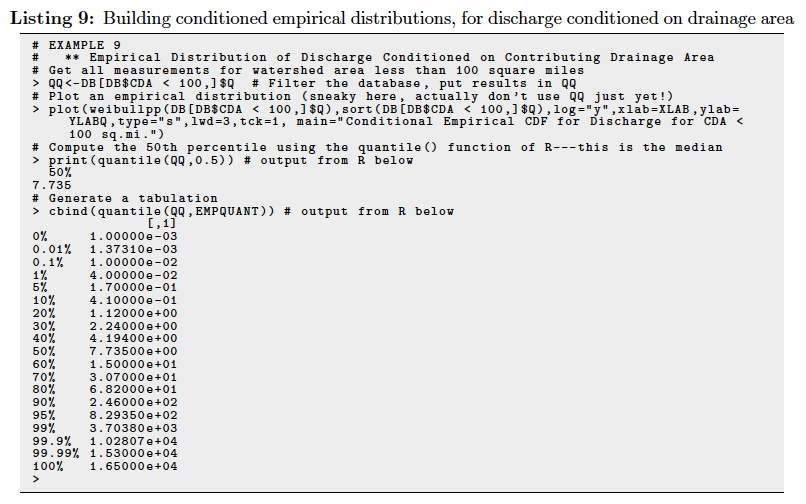 Listing 9: Building conditioned empirical distributions, for discharge conditioned on drainage area
# EXAMPLE 9
#   ** Empirical Distribution of Discharge Conditioned on Contributing Drainage Area
# Get all measurements for watershed area less than 100 square miles
> QQ<-DB[DB$CDA < 100,]$Q  # Filter the database, put results in QQ
# Plot an empirical distribution (sneaky here, actually don't use QQ just yet!)
> plot(weibullpp(DB[DB$CDA < 100,]$Q),sort(DB[DB$CDA < 100,]$Q),log="y",xlab=XLAB,ylab=
YLABQ,type="s",lwd=3,tck=1, main="Conditional Empirical CDF for Discharge for CDA <
100 sq.mi.")
# Compute the 50th percentile using the quantile() function of R---this is the median
> print(quantile(QQ,0.5)) # output from R below
50%
7.735
# Generate a tabulation
> cbind(quantile(QQ,EMPQUANT)) # output from R below
[,1]
0%     1.00000e-03
0.01%  1.37310e-03
0.1%   1.00000e-02
1%     4.00000e-02
5%     1.70000e-01
10%    4.10000e-01
20%    1.12000e+00
30%    2.24000e+00
40%    4.19400e+00
50%    7.73500e+00
60%    1.50000e+01
70%    3.07000e+01
80%    6.82000e+01
90%    2.46000e+02
95%    8.29350e+02
99%    3.70380e+03
99.9%  1.02807e+04
99.99% 1.53000e+04
100%   1.65000e+04
>